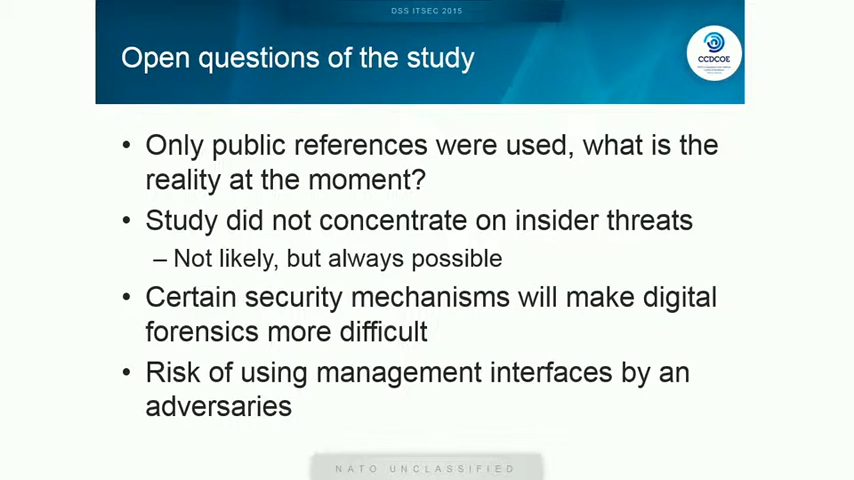 DSS ITSEC 2015
Open questions of the study
CCDCOE
• Only public references were used, what is the
reality at the moment?
• Study did not concentrate on insider threats
– Not likely, but always possible
• Certain security mechanisms will make digital
forensics more difficult
• Risk of using management interfaces by an
adversaries
NATO UNCLASSIFIED